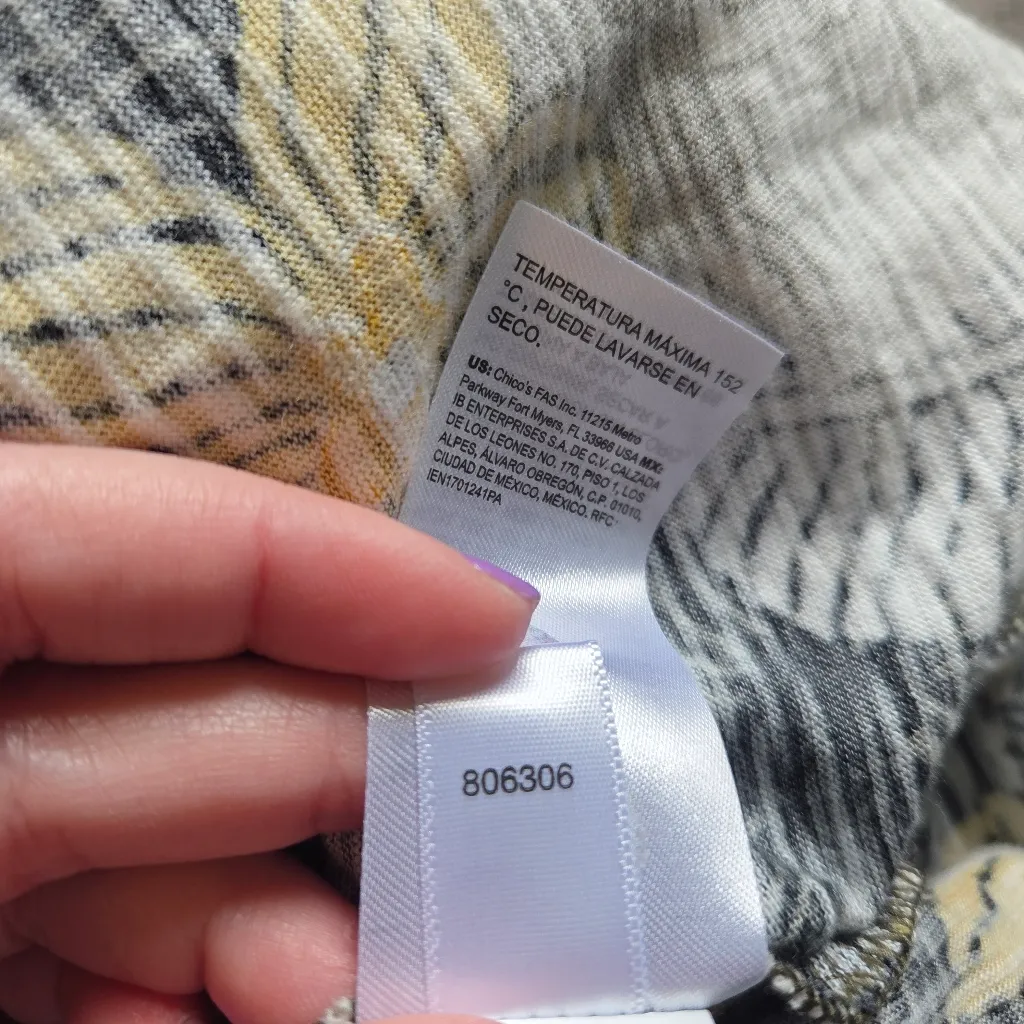 TEMPERATURA MÁXIMA 152
°C, PUEDE LAVARSE EN
SECO.
US: Chico's FAS Inc. 11215 Metro
Parkway Fort Myers, FL 33966 USA MX:
IB ENTERPRISES S.A. DE C.V. CALZADA
DE LOS LEONES NO. 170, PISO 1, LOS
ALPES, ÁLVARO OBREGÓN, C.P. 01010,
CIUDAD DE MÉXICO, MÉXICO. RFC:
IEN1701241PA
806306